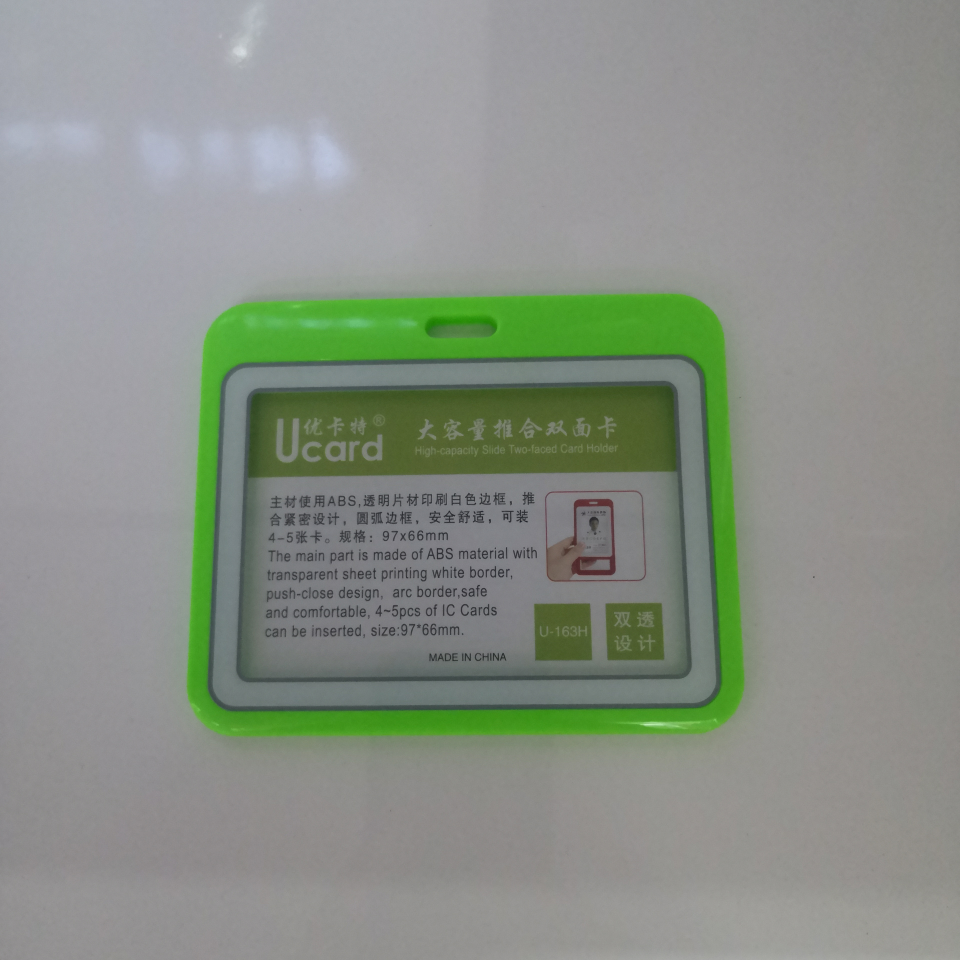 优卡特®
Ucard
大容量推合双面卡
High-capacity Slide Two-faced Card Holder
主材使用ABS,透明片材印刷白色边框，推
合紧密设计，圆弧边框，安全舒适，可装
4-5张卡。规格：97x66mm
The main part is made of ABS material with
transparent sheet printing white border,
push-close design, arc border,safe
and comfortable, 4~5pcs of IC Cards
can be inserted, size:97*66mm.
MADE IN CHINA
U-163H
双透
设计